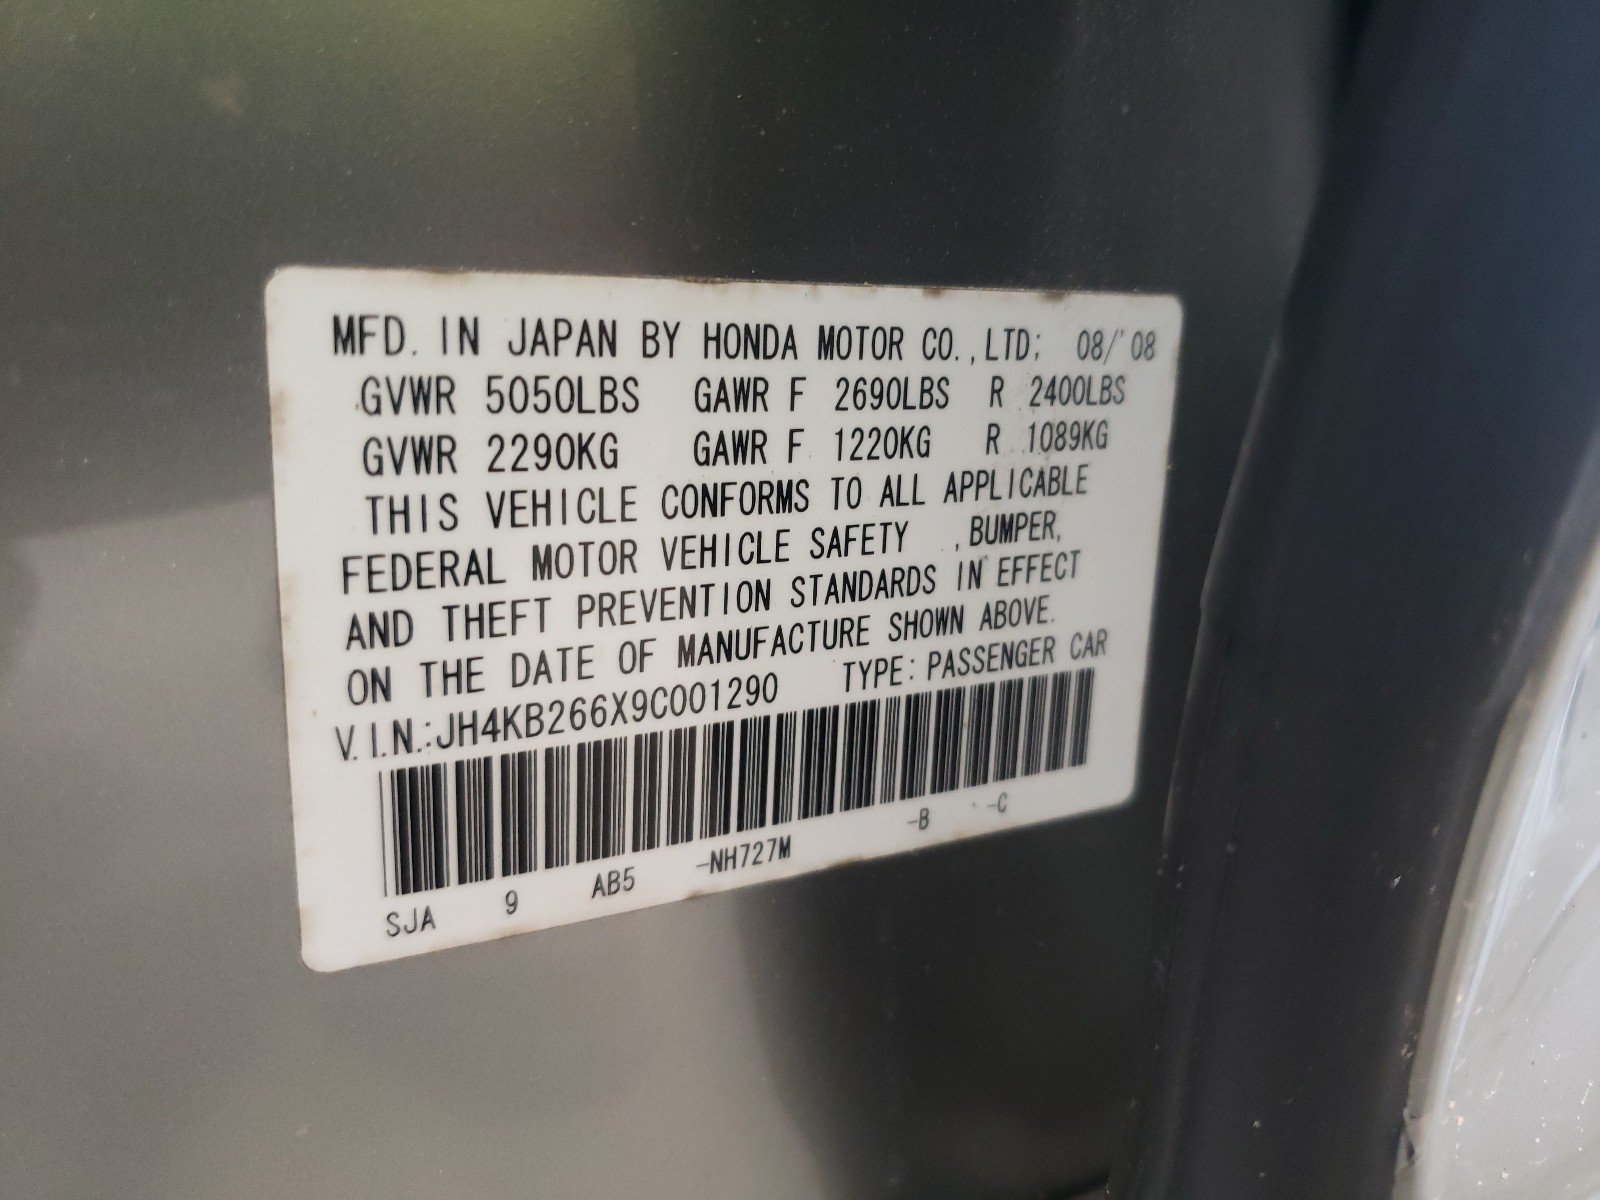 MFD. IN JAPAN BY HONDA MOTOR CO.,LTD; 08/'08
GVWR 5050LBS GAWR F 2690LBS R 2400LBS
GVWR 2290KG GAWR F 1220KG R 1089KG
THIS VEHICLE CONFORMS TO ALL APPLICABLE
FEDERAL MOTOR VEHICLE SAFETY , BUMPER,
AND THEFT PREVENTION STANDARDS IN EFFECT
ON THE DATE OF MANUFACTURE SHOWN ABOVE.
V.I.N.:JH4KB266X9C001290 TYPE: PASSENGER CAR
SJA 9 AB5 -NH727M -B -C